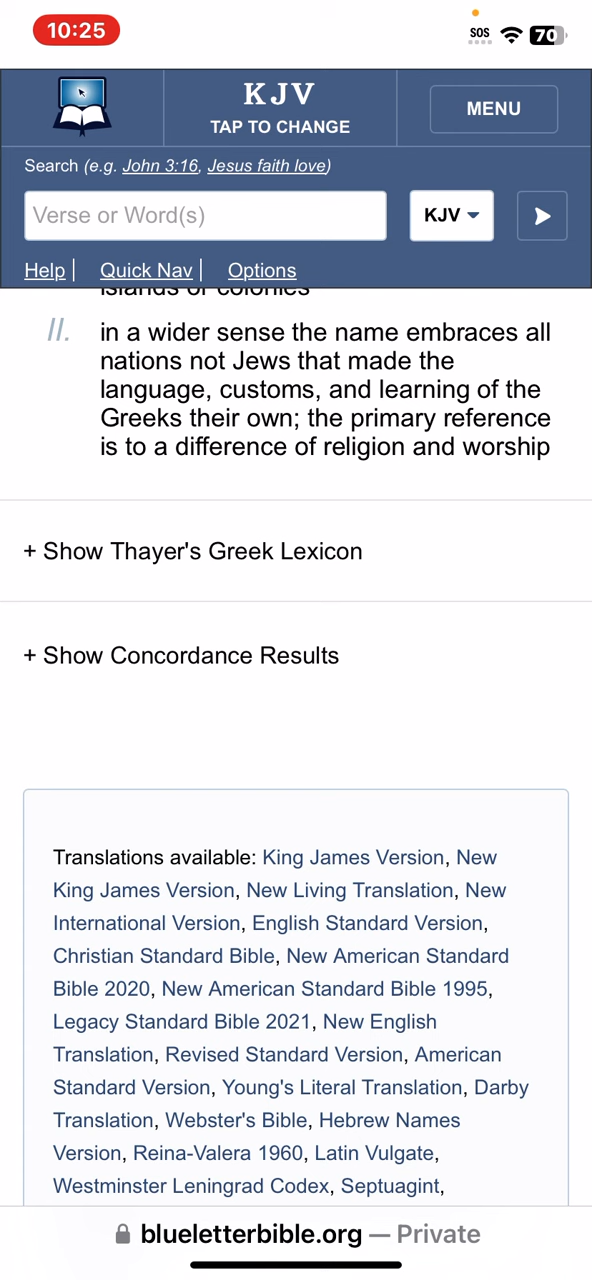 10:25
SOS
70
KJV
TAP TO CHANGE
MENU
Search (e.g. John 3:16, Jesus faith love)
Verse or Word(s)
KJV
Help | Quick Nav | Options
islands or colonies
II. in a wider sense the name embraces all
nations not Jews that made the
language, customs, and learning of the
Greeks their own; the primary reference
is to a difference of religion and worship
+ Show Thayer's Greek Lexicon
+ Show Concordance Results
Translations available: King James Version, New
King James Version, New Living Translation, New
International Version, English Standard Version,
Christian Standard Bible, New American Standard
Bible 2020, New American Standard Bible 1995,
Legacy Standard Bible 2021, New English
Translation, Revised Standard Version, American
Standard Version, Young's Literal Translation, Darby
Translation, Webster's Bible, Hebrew Names
Version, Reina-Valera 1960, Latin Vulgate,
Westminster Leningrad Codex, Septuagint,
blueletterbible.org — Private